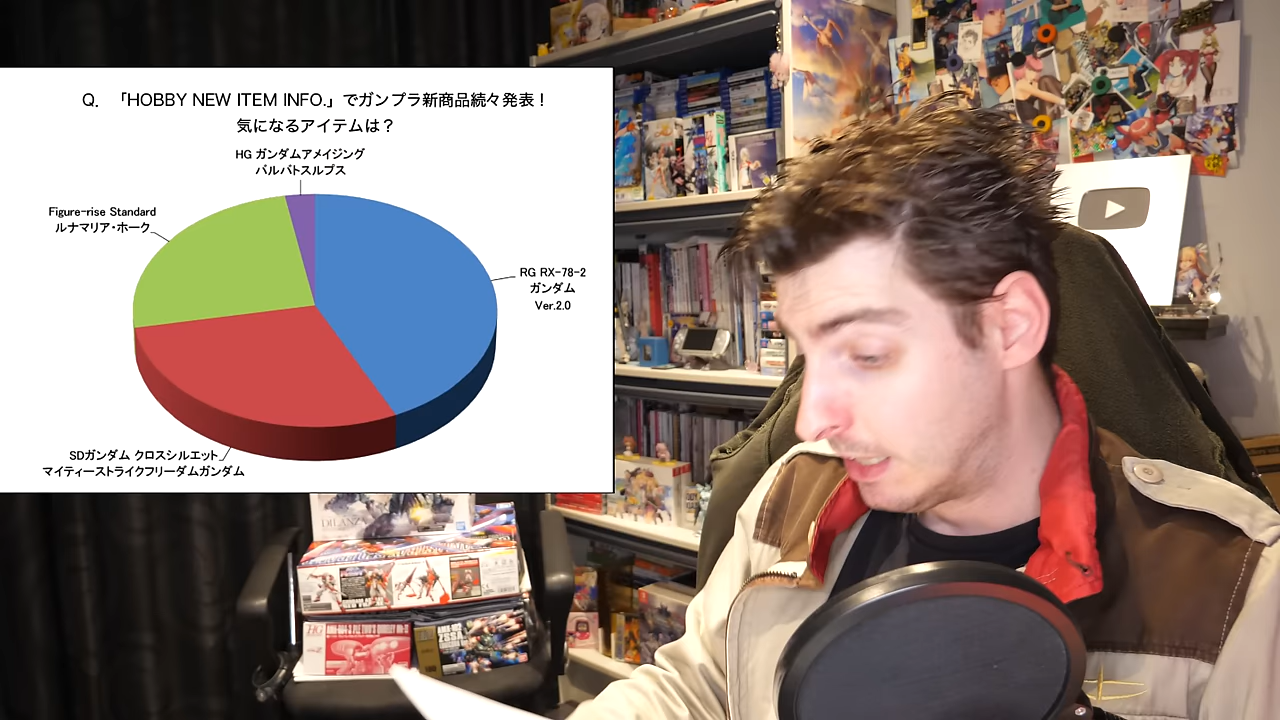 Q. 「HOBBY NEW ITEM INFO.」でガンプラ新商品続々発表！
気になるアイテムは？
HG ガンダムアメイジング
バルバトスルプス
Figure-rise Standard
ルナマリア・ホーク
RG RX-78-2
ガンダム
Ver.2.0
SDガンダム クロスシルエット
マイティーストライクフリーダムガンダム
DILANZA
HG